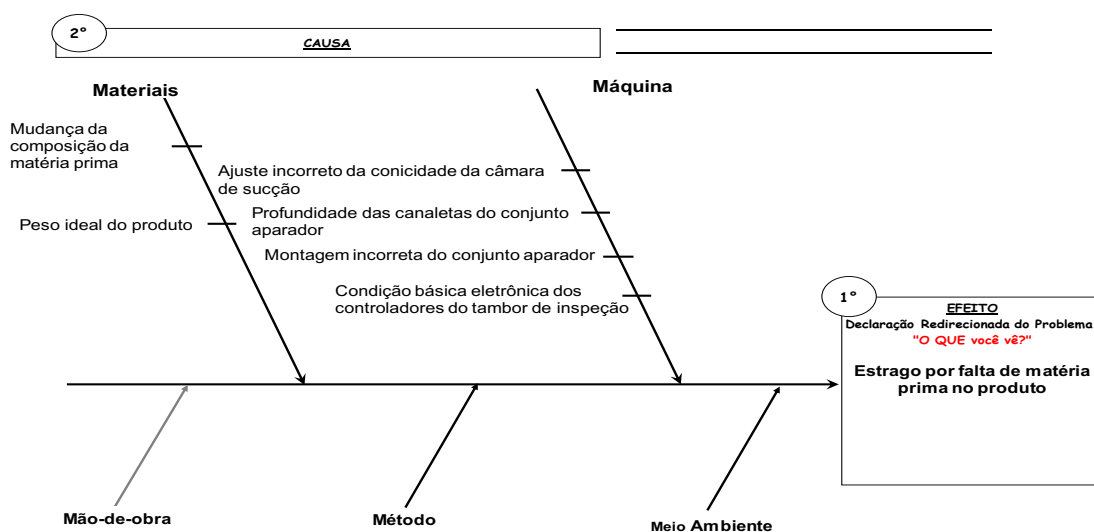 2º
CAUSA
Materiais
Máquina
Mudança da
composição da
matéria prima
Peso ideal do produto
Ajuste incorreto da conicidade da câmara
de sucção
Profundidade das canaletas do conjunto
aparador
Montagem incorreta do conjunto aparador
Condição básica eletrônica dos
controladores do tambor de inspeção
1º
EFEITO
Declaração Redirecionada do Problema
"O QUE você vê?"
Estrago por falta de matéria
prima no produto
Mão-de-obra
Método
Meio Ambiente